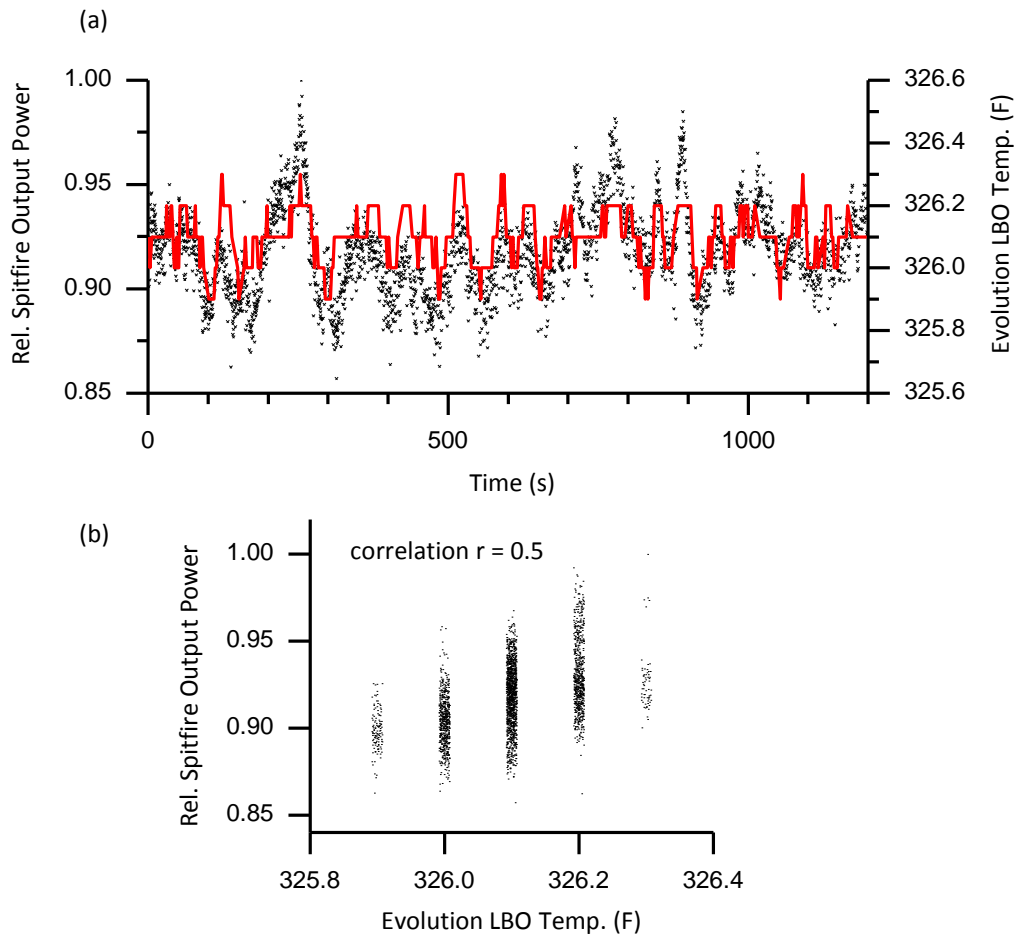 (a)
Rel. Spitfire Output Power
1.00
0.95
0.90
0.85
326.6
326.4
326.2
326.0
325.8
325.6
Evolution LBO Temp. (F)
0
500
1000
Time (s)
(b)
correlation r = 0.5
Rel. Spitfire Output Power
1.00
0.95
0.90
0.85
325.8
326.0
326.2
326.4
Evolution LBO Temp. (F)